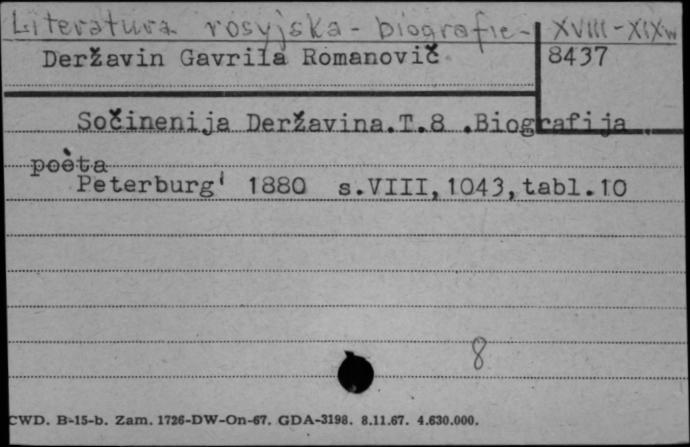 Literatura rosyjska - biografie - XVIII - XIX w
Deržavin Gavrila Romanovič 8437
Sočinenija Deržavina.T.8 .Biografija
poèta
Peterburg' 1880 s.VIII,1043,tabl.10
8
CWD. B-15-b. Zam. 1726-DW-On-67. GDA-3198. 8.11.67. 4.630.000.